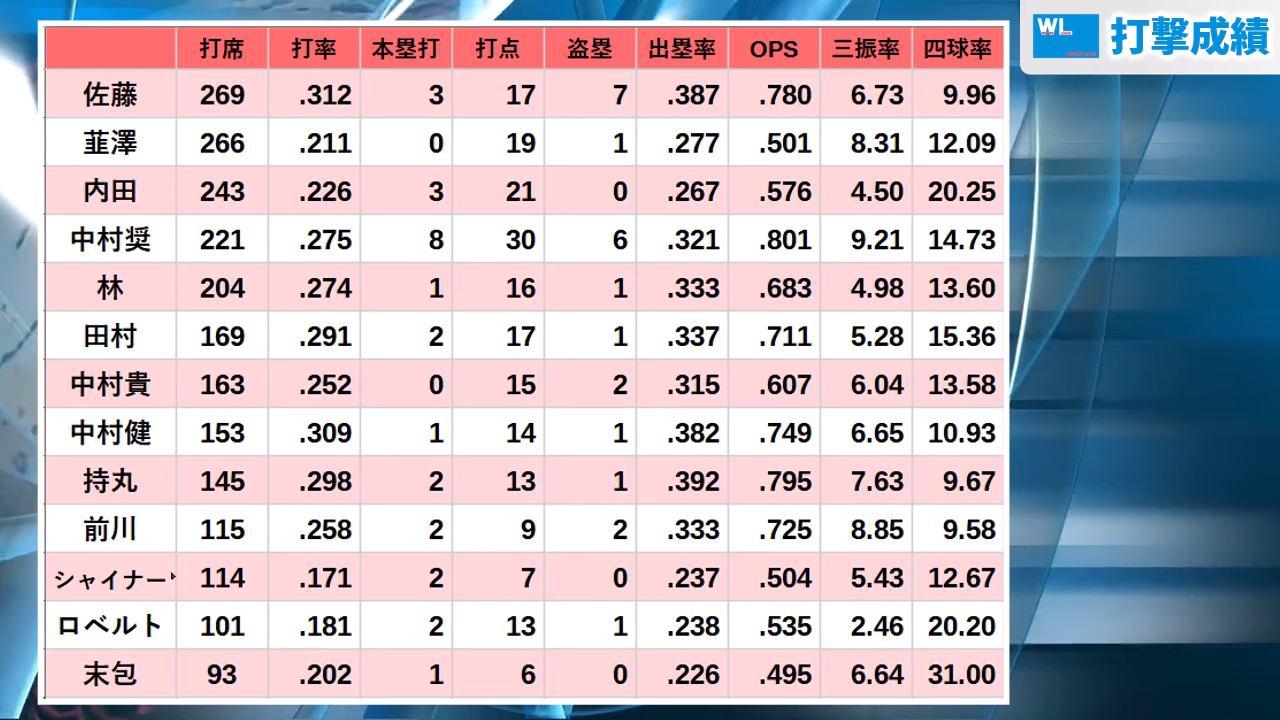 WL
打撃成績
打席 打率 本塁打 打点 盗塁 出塁率 OPS 三振率 四球率
佐藤 269 .312 3 17 7 .387 .780 6.73 9.96
韮澤 266 .211 0 19 1 .277 .501 8.31 12.09
内田 243 .226 3 21 0 .267 .576 4.50 20.25
中村奨 221 .275 8 30 6 .321 .801 9.21 14.73
林 204 .274 1 16 1 .333 .683 4.98 13.60
田村 169 .291 2 17 1 .337 .711 5.28 15.36
中村貴 163 .252 0 15 2 .315 .607 6.04 13.58
中村健 153 .309 1 14 1 .382 .749 6.65 10.93
持丸 145 .298 2 13 1 .392 .795 7.63 9.67
前川 115 .258 2 9 2 .333 .725 8.85 9.58
シャイナー 114 .171 2 7 0 .237 .504 5.43 12.67
ロベルト 101 .181 2 13 1 .238 .535 2.46 20.20
末包 93 .202 1 6 0 .226 .495 6.64 31.00